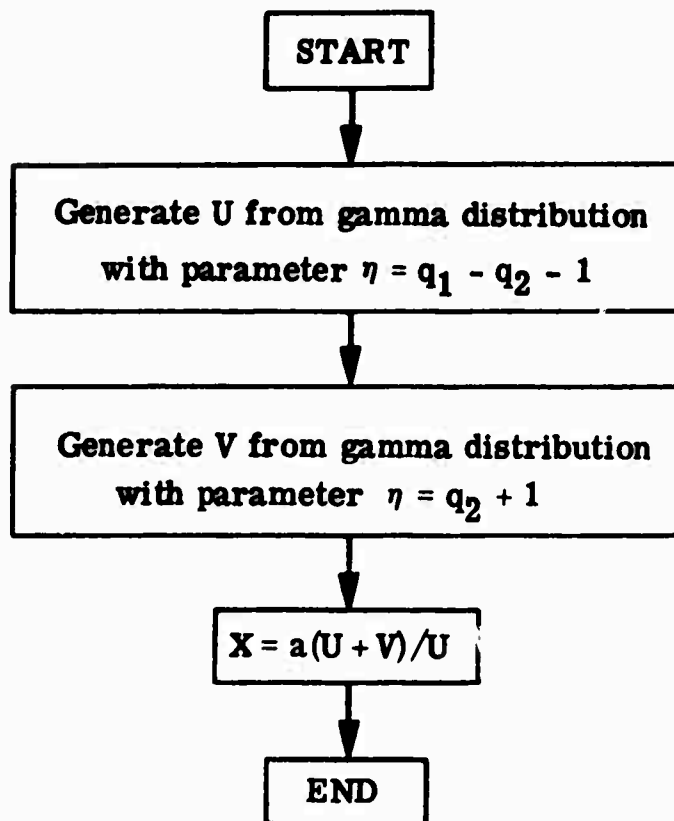 START
Generate U from gamma distribution
with parameter η = q₁ - q₂ - 1
Generate V from gamma distribution
with parameter η = q₂ + 1
X = a(U + V)/U
END